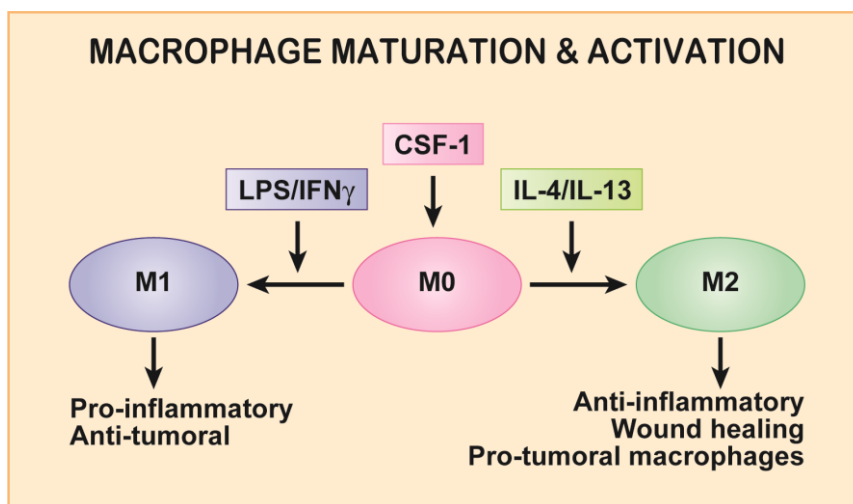 MACROPHAGE MATURATION & ACTIVATION
CSF-1
LPS/IFNγ
IL-4/IL-13
M1
M0
M2
Pro-inflammatory
Anti-tumoral
Anti-inflammatory
Wound healing
Pro-tumoral macrophages